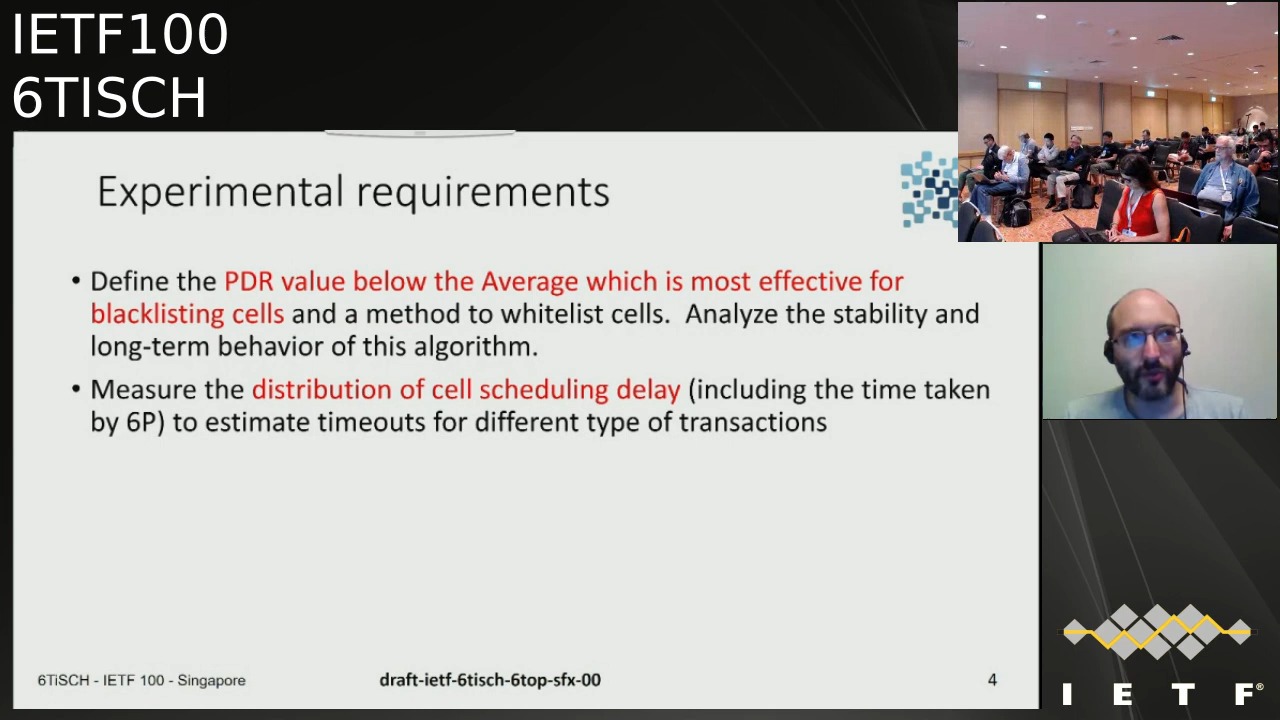 IETF100
6TISCH
Experimental requirements
• Define the PDR value below the Average which is most effective for
blacklisting cells and a method to whitelist cells. Analyze the stability and
long-term behavior of this algorithm.
• Measure the distribution of cell scheduling delay (including the time taken
by 6P) to estimate timeouts for different type of transactions
6TiSCH - IETF 100 - Singapore
draft-ietf-6tisch-6top-sfx-00
4
I E T F®